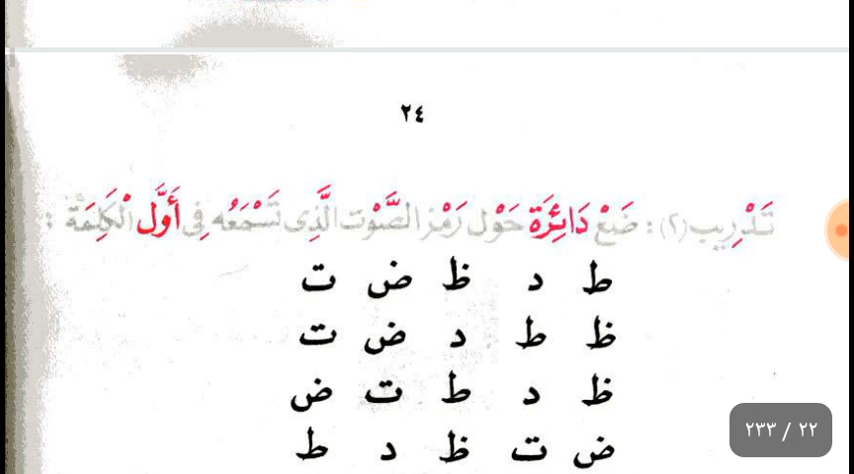 ٢٤
تَدْرِيب (٢) : ضَعْ دَائِرَة حَوْل رَمْز الصَّوْت الَّذِى تَسْمَعُه فِى أَوَّل الْكَلِمَة :
ط د ظ ض ت
ظ ط د ض ت
ظ د ط ت ض
ض ت ظ د ط
٢٢ / ٢٣٣